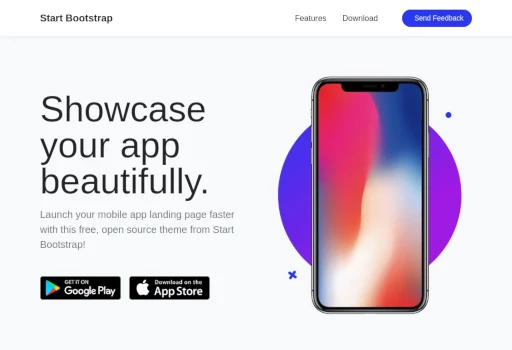 Start Bootstrap
Features
Download
Send Feedback
Showcase
your app
beautifully.
Launch your mobile app landing page faster
with this free, open source theme from Start
Bootstrap!
GET IT ON
Google Play
Download on the
App Store